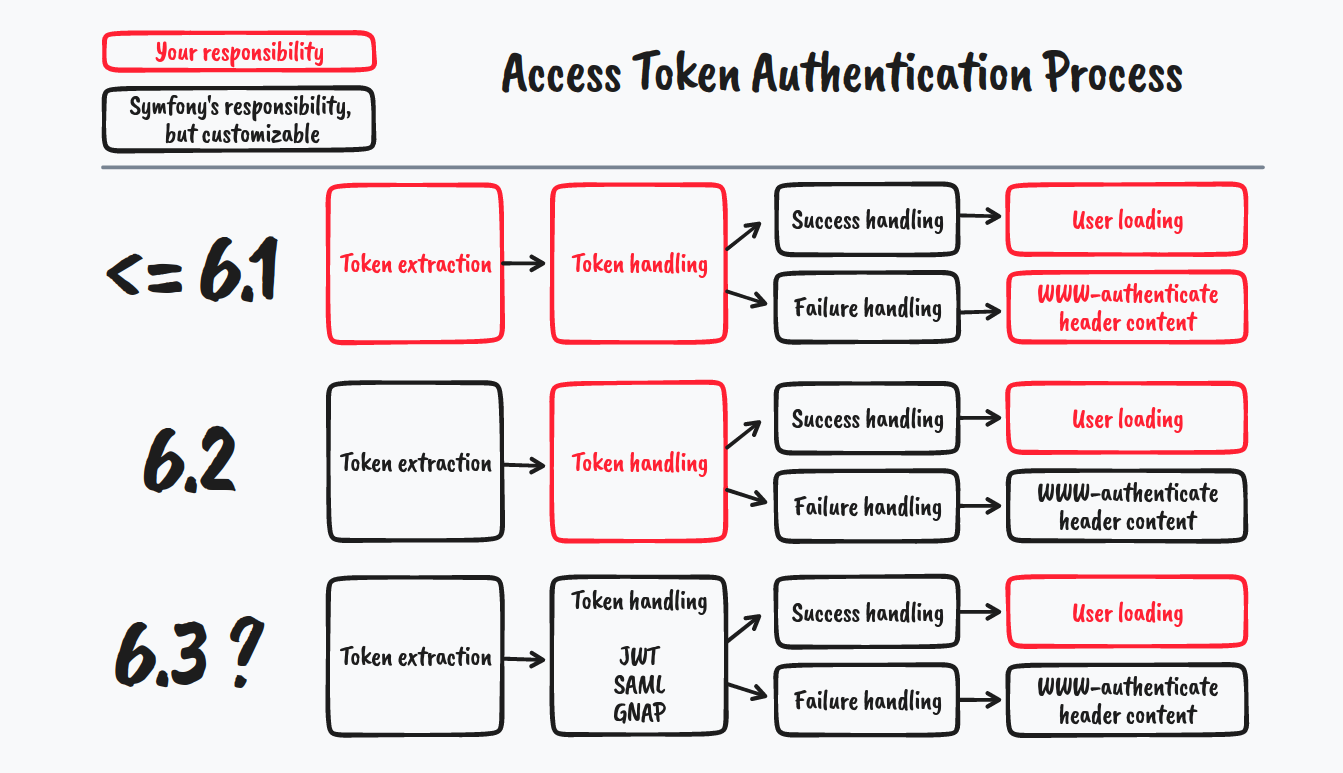 Your responsibility
Symfony's responsibility,
but customizable
Access Token Authentication Process
<= 6.1
Token extraction
Token handling
Success handling
User loading
Failure handling
WWW-authenticate
header content
6.2
Token extraction
Token handling
Success handling
User loading
Failure handling
WWW-authenticate
header content
6.3 ?
Token extraction
Token handling
JWT
SAML
GNAP
Success handling
User loading
Failure handling
WWW-authenticate
header content